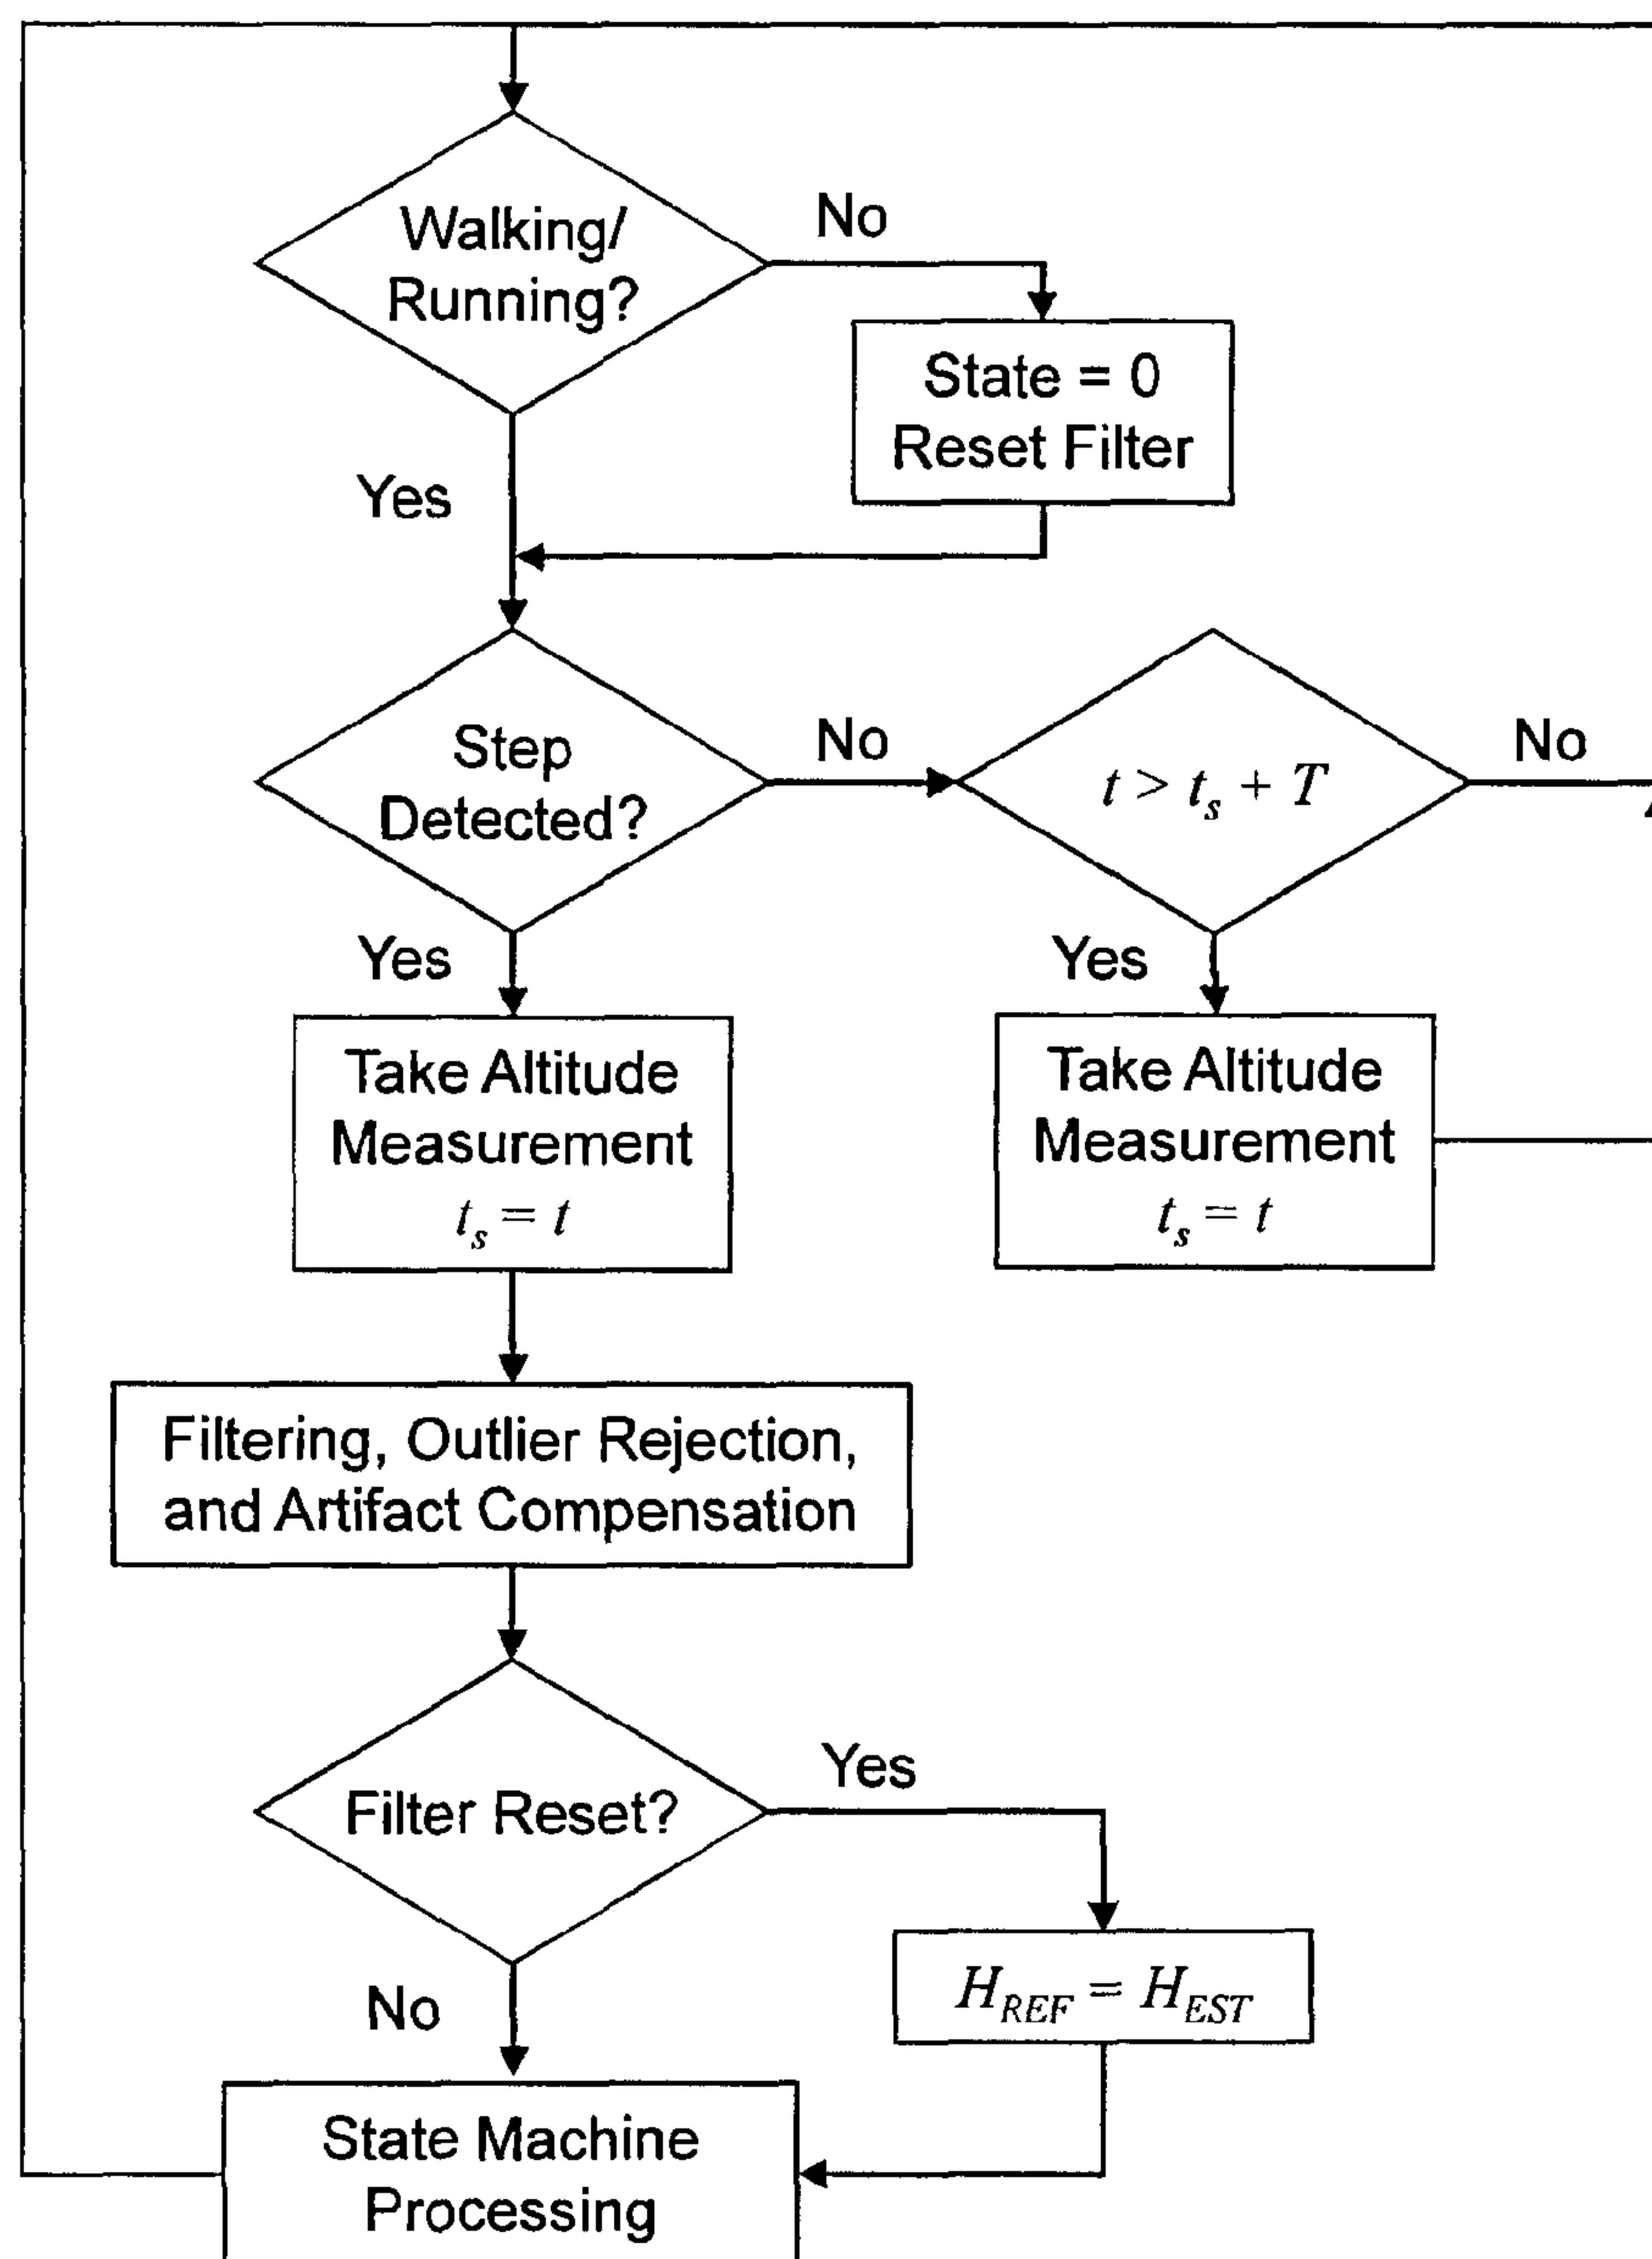 Walking/
Running?
No
State = 0
Reset Filter
Yes
Step
Detected?
No
t > t_s + T
No
Yes
Take Altitude
Measurement
t_s = t
Yes
Take Altitude
Measurement
t_s = t
Filtering, Outlier Rejection,
and Artifact Compensation
Filter Reset?
Yes
H_REF = H_EST
No
State Machine
Processing